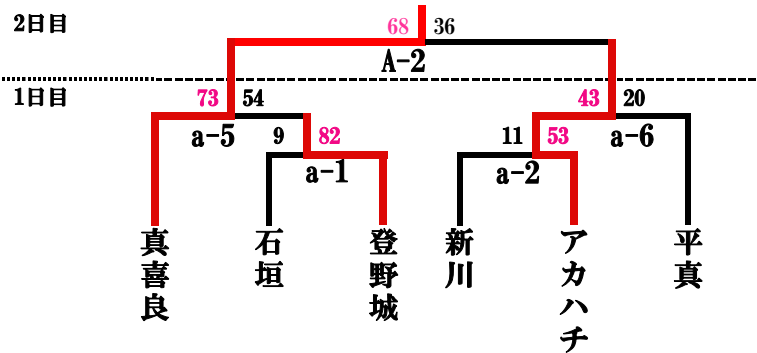 2日目
68 36
A-2
1日目
73 54
43 20
a-5
9 82
11 53
a-6
a-1
a-2
真喜良
石垣
登野城
新川
アカハチ
平真